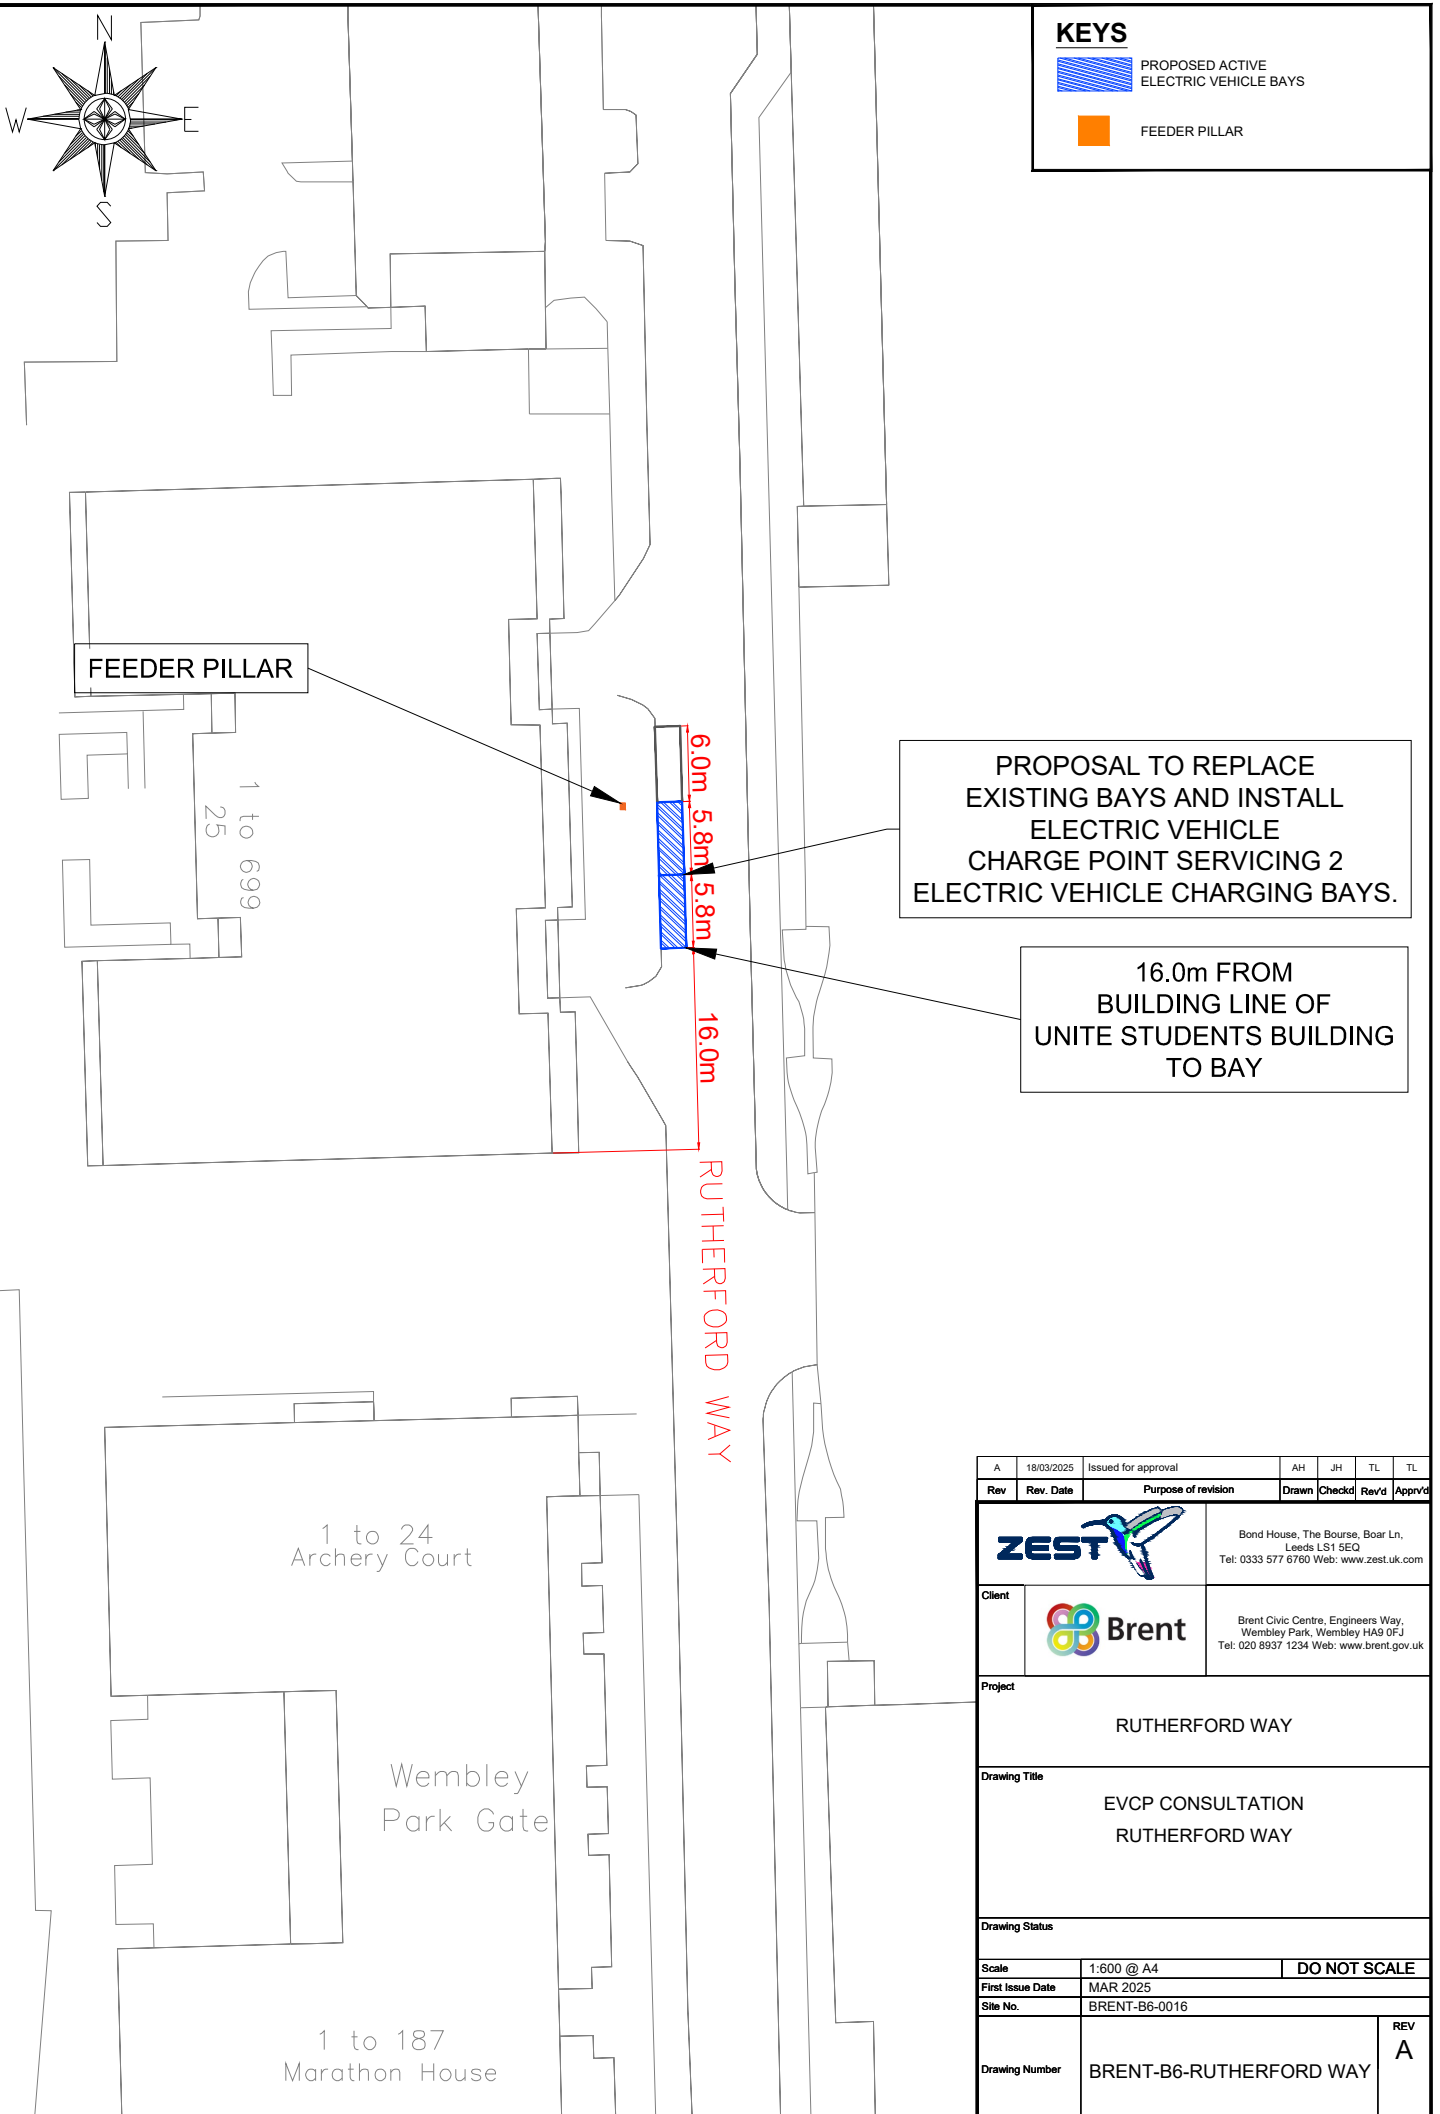 N
W
E
S
KEYS
PROPOSED ACTIVE
ELECTRIC VEHICLE BAYS
FEEDER PILLAR
FEEDER PILLAR
6.0m
5.8m
5.8m
16.0m
PROPOSAL TO REPLACE
EXISTING BAYS AND INSTALL
ELECTRIC VEHICLE
CHARGE POINT SERVICING 2
ELECTRIC VEHICLE CHARGING BAYS.
16.0m FROM
BUILDING LINE OF
UNITE STUDENTS BUILDING
TO BAY
1 to 699
25
RUTHERFORD WAY
1 to 24
Archery Court
Wembley
Park Gate
1 to 187
Marathon House
A 18/03/2025 Issued for approval AH JH TL TL
Rev Rev. Date Purpose of revision Drawn Checkd Rev'd Apprv'd
ZEST
Bond House, The Bourse, Boar Ln,
Leeds LS1 5EQ
Tel: 0333 577 6760 Web: www.zest.uk.com
Client
Brent
Brent Civic Centre, Engineers Way,
Wembley Park, Wembley HA9 0FJ
Tel: 020 8937 1234 Web: www.brent.gov.uk
Project
RUTHERFORD WAY
Drawing Title
EVCP CONSULTATION
RUTHERFORD WAY
Drawing Status
Scale 1:600 @ A4 DO NOT SCALE
First Issue Date MAR 2025
Site No. BRENT-B6-0016
Drawing Number BRENT-B6-RUTHERFORD WAY
REV
A